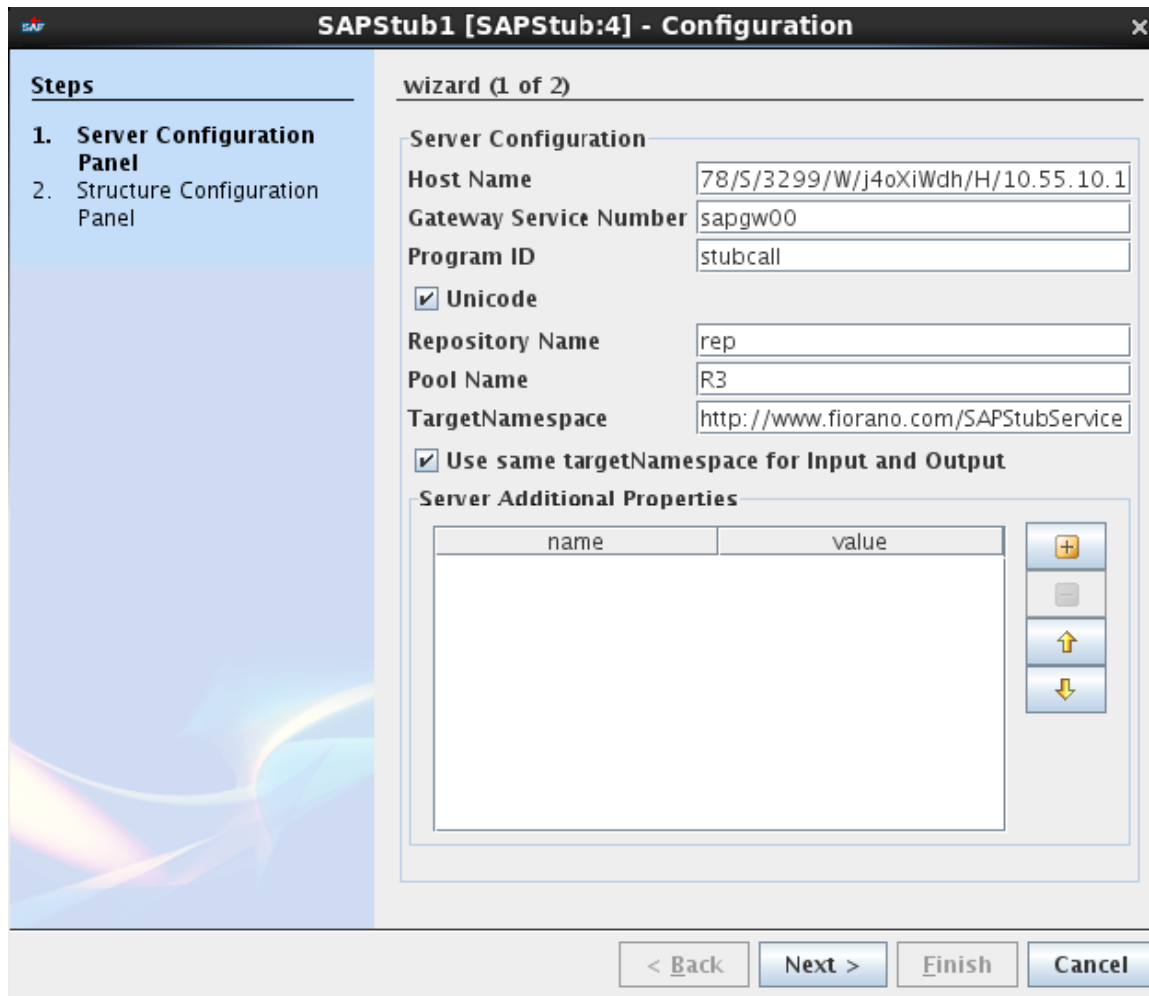 SAPStub1 [SAPStub:4] - Configuration
Steps
1. Server Configuration
Panel
2. Structure Configuration
Panel
wizard (1 of 2)
Server Configuration
Host Name 78/S/3299/W/j4oXiWdh/H/10.55.10.1
Gateway Service Number sapgw00
Program ID stubcall
Unicode
Repository Name rep
Pool Name R3
TargetNamespace http://www.fiorano.com/SAPStubService
Use same targetNamespace for Input and Output
Server Additional Properties
name value
< Back Next > Finish Cancel